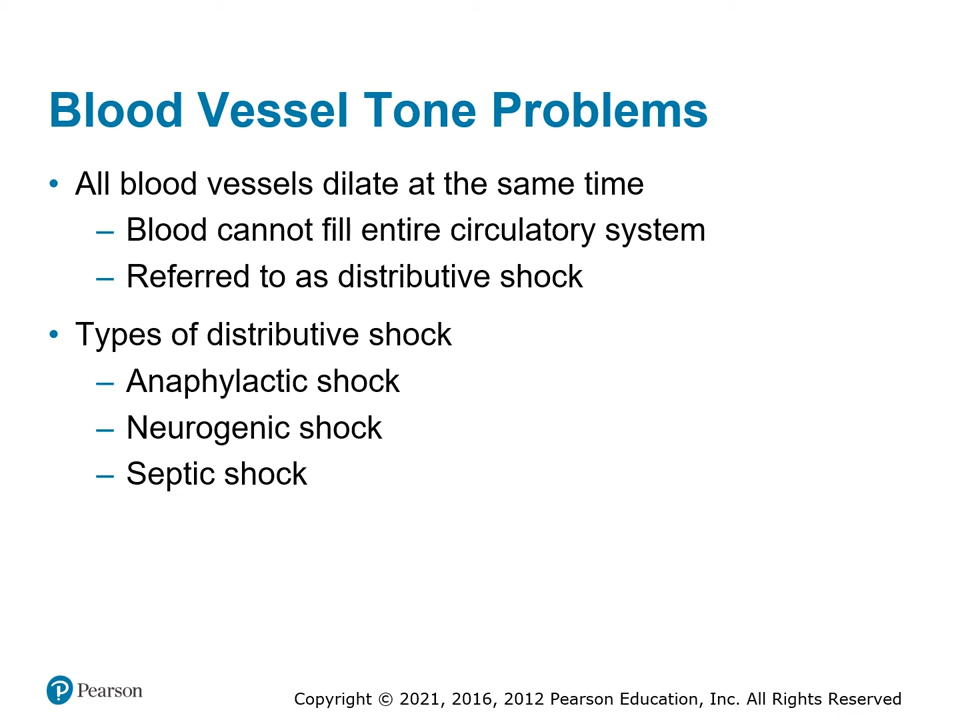 Blood Vessel Tone Problems
• All blood vessels dilate at the same time
– Blood cannot fill entire circulatory system
– Referred to as distributive shock
• Types of distributive shock
– Anaphylactic shock
– Neurogenic shock
– Septic shock
Pearson
Copyright © 2021, 2016, 2012 Pearson Education, Inc. All Rights Reserved